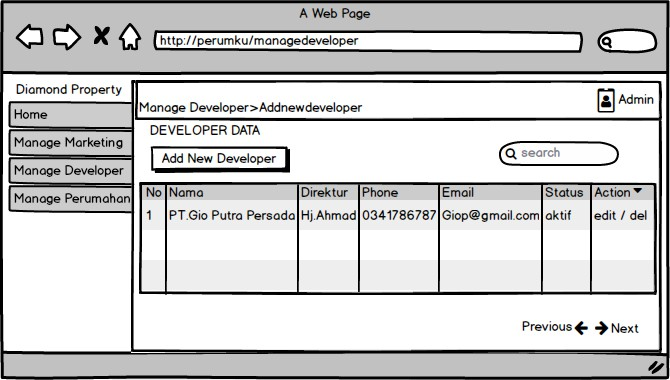 A Web Page
http://perumku/managedeveloper
Diamond Property
Home
Manage Marketing
Manage Developer
Manage Perumahan
Manage Developer>Addnewdeveloper
Admin
DEVELOPER DATA
Add New Developer
search
No Nama Direktur Phone Email Status Action
1 PT.Gio Putra Persada Hj.Ahmad 0341786787 Giop@gmail.com aktif edit / del
Previous Next